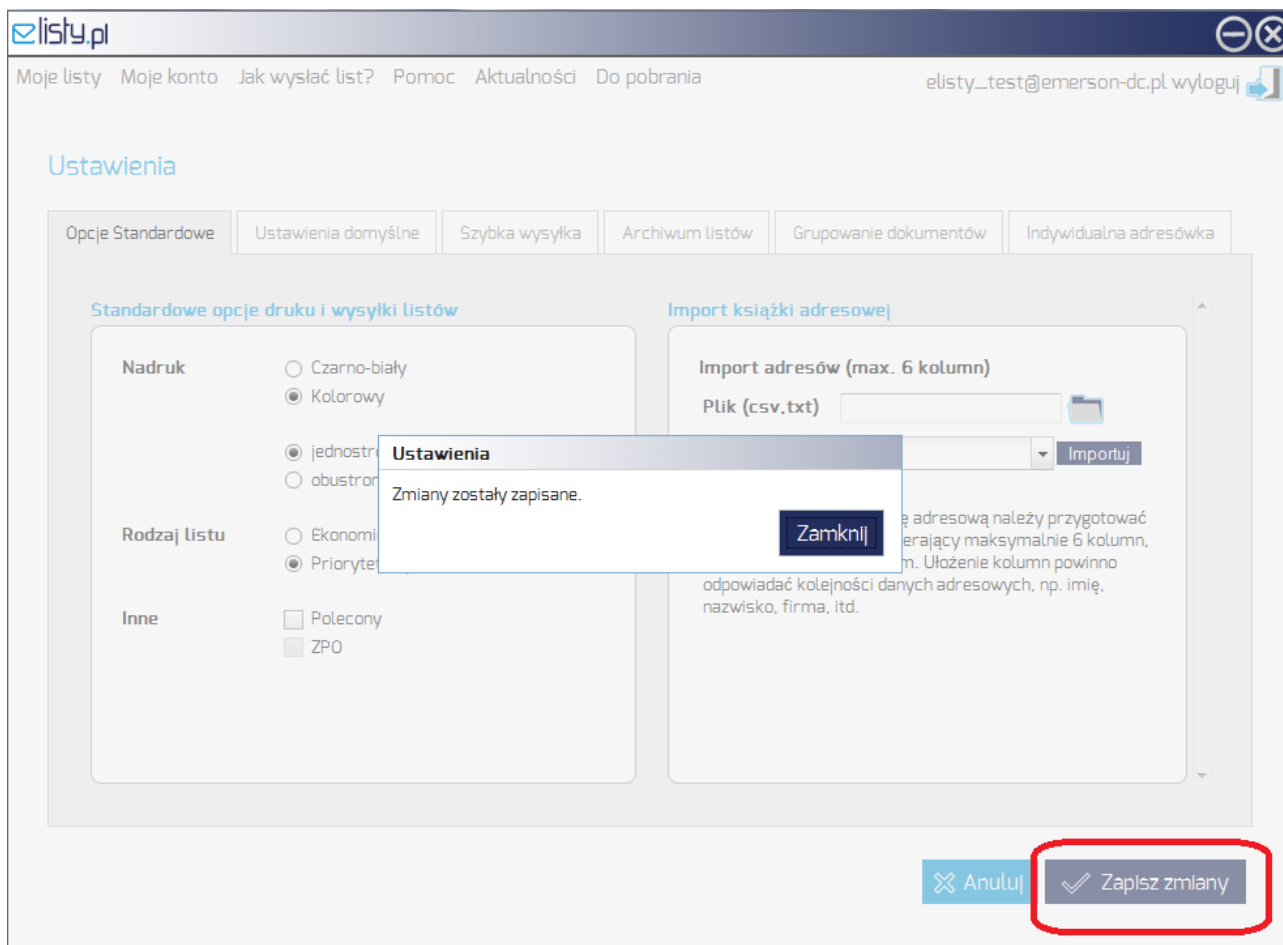 listy.pl
Moje listy Moje konto Jak wysłać list? Pomoc Aktualności Do pobrania
elisty_test@emerson-dc.pl wyloguj
Ustawienia
Opcje Standardowe Ustawienia domyślne Szybka wysyłka Archiwum listów Grupowanie dokumentów Indywidualna adresówka
Standardowe opcje druku i wysyłki listów
Nadruk
Czarno-biały
Kolorowy
Rodzaj listu
Inne
Polecony
ZPO
Import książki adresowej
Import adresów (max. 6 kolumn)
Plik (csv,txt)
Importuj
adresową należy przygotować
maksymalnie 6 kolumn,
Ułożenie kolumn powinno
odpowiadać kolejności danych adresowych, np. imię,
nazwisko, firma, itd.
Ustawienia
Zmiany zostały zapisane.
Zamknij
Anuluj
Zapisz zmiany